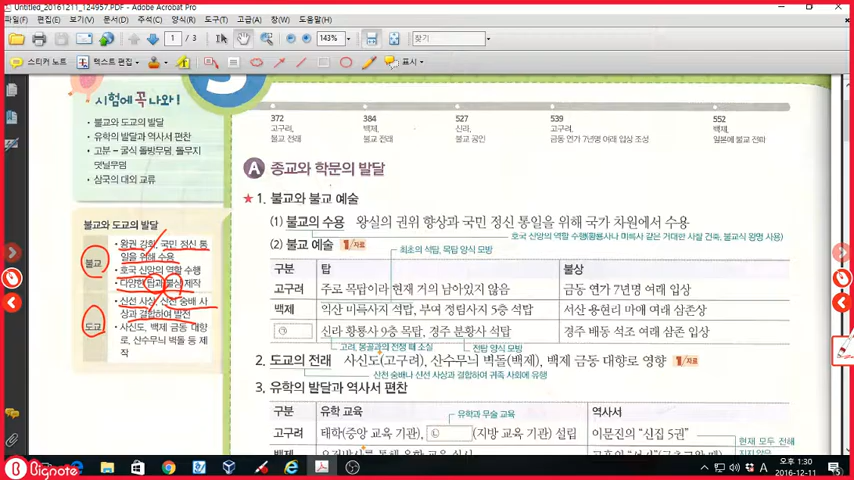 Untitled_20161211_124957.PDF - Adobe Acrobat Pro
파일(F) 편집(E) 보기(V) 문서(D) 주석(C) 양식(R) 도구(T) 고급(A) 창(W) 도움말(H)
1 / 3 143% 찾기
스티커 노트 텍스트 편집 표시
시험에 꼭 나와!
• 불교와 도교의 발달
• 유학의 발달과 역사서 편찬
• 고분 - 굴식 돌방무덤, 돌무지
덧널무덤
• 삼국의 대외 교류
372 384 527 539 552
고구려, 백제, 신라, 고구려, 백제,
불교 전래 불교 전래 불교 공인 금동 연가 7년명 여래 입상 조성 일본에 불교 전파
A 종교와 학문의 발달
★ 1. 불교와 불교 예술
(1) 불교의 수용 왕실의 권위 향상과 국민 정신 통일을 위해 국가 차원에서 수용
호국 신앙의 역할 수행(황룡사나 미륵사 같은 거대한 사찰 건축, 불교식 왕명 사용)
(2) 불교 예술 1/자료
최초의 석탑, 목탑 양식 모방
구분 탑 불상
고구려 주로 목탑이라 현재 거의 남아있지 않음 금동 연가 7년명 여래 입상
백제 익산 미륵사지 석탑, 부여 정림사지 5층 석탑 서산 용현리 마애 여래 삼존상
㉠ 신라 황룡사 9층 목탑, 경주 분황사 석탑 경주 배동 석조 여래 삼존 입상
고려, 몽골과의 전쟁 때 소실 전탑 양식 모방
2. 도교의 전래 사신도(고구려), 산수무늬 벽돌(백제), 백제 금동 대향로 영향 1/자료
산천 숭배나 신선 사상과 결합하여 귀족 사회에 유행
3. 유학의 발달과 역사서 편찬
구분 유학 교육 역사서
유학과 무술 교육
고구려 태학(중앙 교육 기관), ㉡ (지방 교육 기관) 설립 이문진의 "신집 5권"
현재 모두 전해
불교와 도교의 발달
불교
• 왕권 강화, 국민 정신 통
일을 위해 수용
• 호국 신앙의 역할 수행
• 다양한 탑과 불상 제작
도교
• 신선 사상, 산천 숭배 사
상과 결합하여 발전
• 사신도, 백제 금동 대향
로, 산수무늬 벽돌 등 제
작
Bignote
A 오후 1:30
2016-12-11